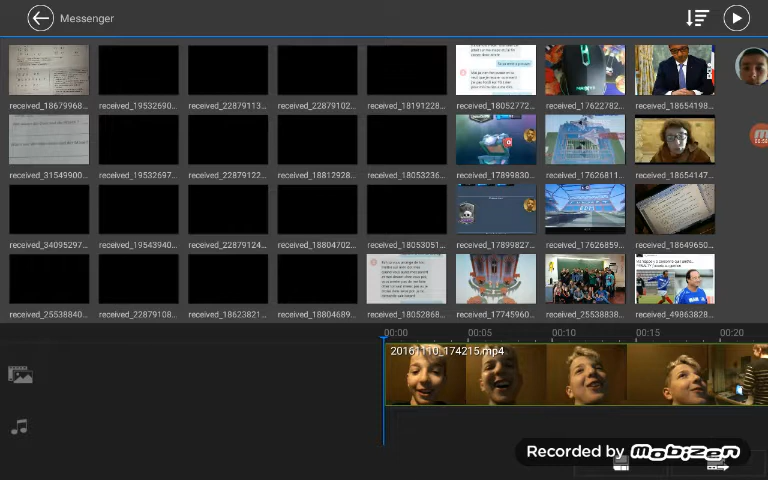 Messenger
received_18679968...
received_19532690...
received_22879113...
received_22879102...
received_18191228...
received_18052772...
received_17622782...
received_18654198...
received_31549900...
received_19532697...
received_22879122...
received_18812928...
received_18053236...
received_17899830...
received_17626811...
received_18654147...
received_34095297...
received_19543940...
received_22879124...
received_18804702...
received_18053051...
received_17899827...
received_17626859...
received_18649650...
received_25538840...
received_22879108...
received_18623821...
received_18804689...
received_18052868...
received_17745960...
received_25538838...
received_49863828...
00:00 00:05 00:10 00:15 00:20
20161110_174215.mp4
Recorded by Mobizen